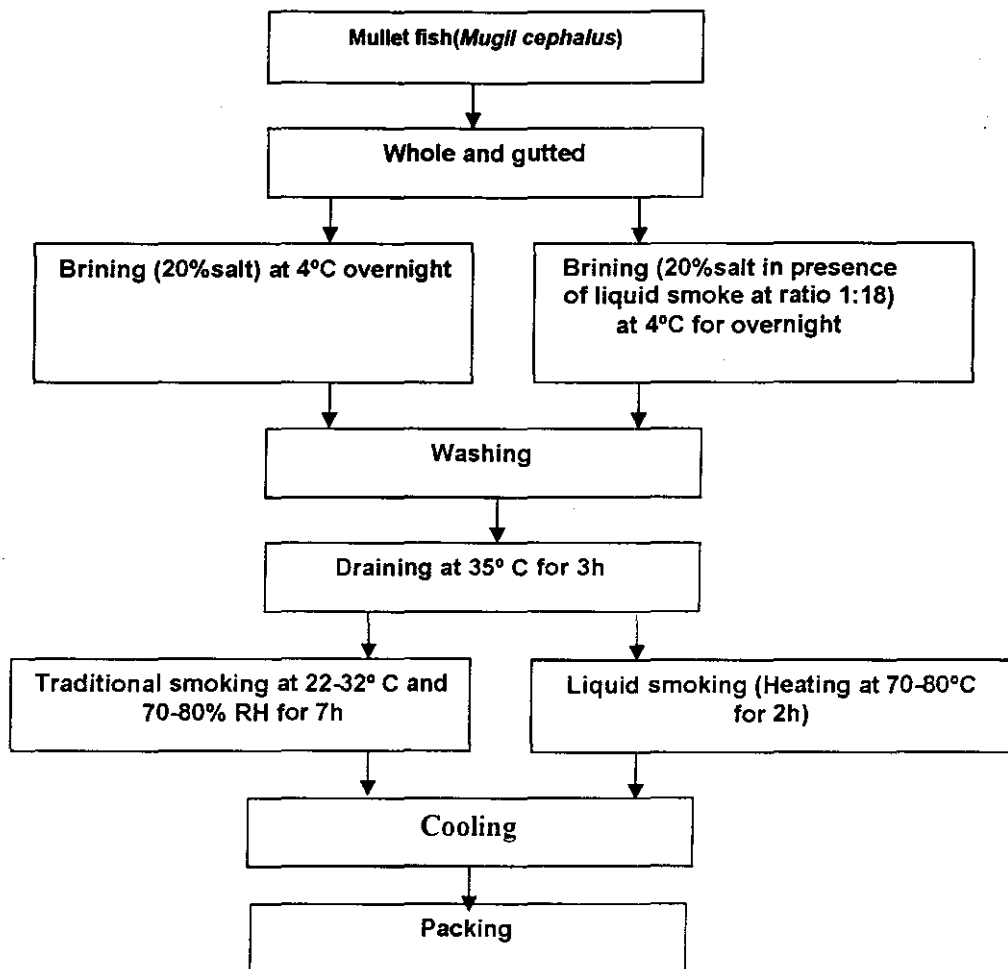 Mullet fish(Mugil cephalus)
Whole and gutted
Brining (20%salt) at 4ºC overnight
Brining (20%salt in presence
of liquid smoke at ratio 1:18)
at 4ºC for overnight
Washing
Draining at 35º C for 3h
Traditional smoking at 22-32º C and
70-80% RH for 7h
Liquid smoking (Heating at 70-80ºC
for 2h)
Cooling
Packing